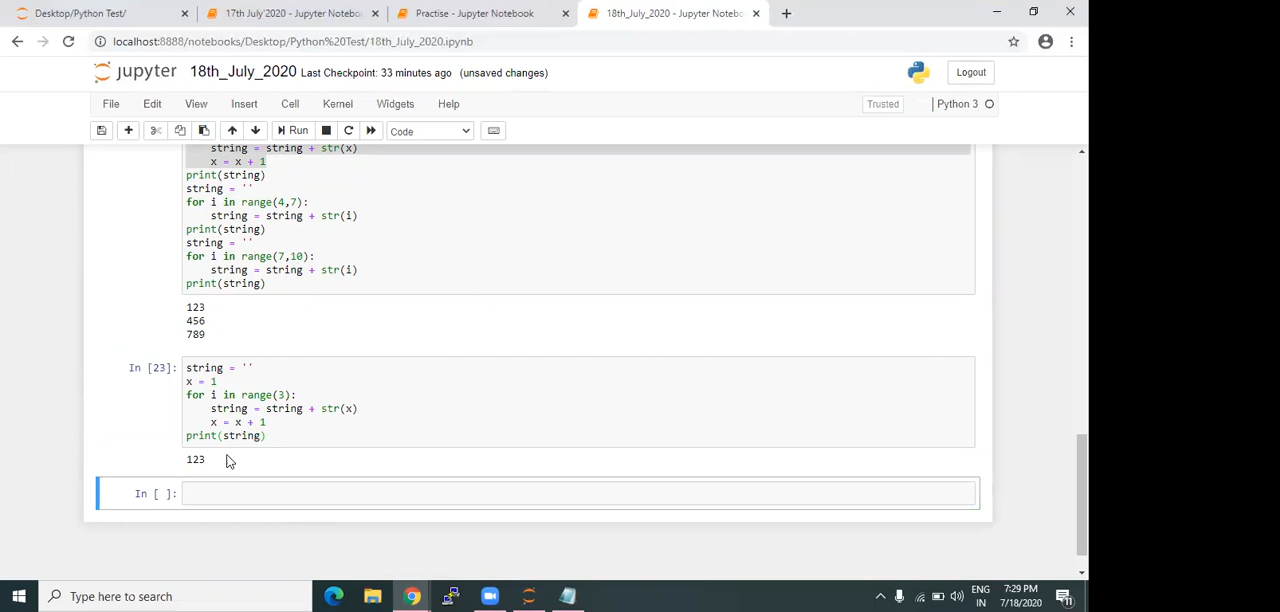 Desktop/Python Test/
17th July'2020 - Jupyter Noteboo
Practise - Jupyter Notebook
18th_July_2020 - Jupyter Notebo
localhost:8888/notebooks/Desktop/Python%20Test/18th_July_2020.ipynb
jupyter 18th_July_2020 Last Checkpoint: 33 minutes ago (unsaved changes)
Logout
File Edit View Insert Cell Kernel Widgets Help
Trusted
Python 3
Run
Code
string = string + str(x)
x = x + 1
print(string)
string = ''
for i in range(4,7):
string = string + str(i)
print(string)
string = ''
for i in range(7,10):
string = string + str(i)
print(string)
123
456
789
In [23]:
string = ''
x = 1
for i in range(3):
string = string + str(x)
x = x + 1
print(string)
123
In [ ]:
Type here to search
ENG
IN
7:29 PM
7/18/2020
11